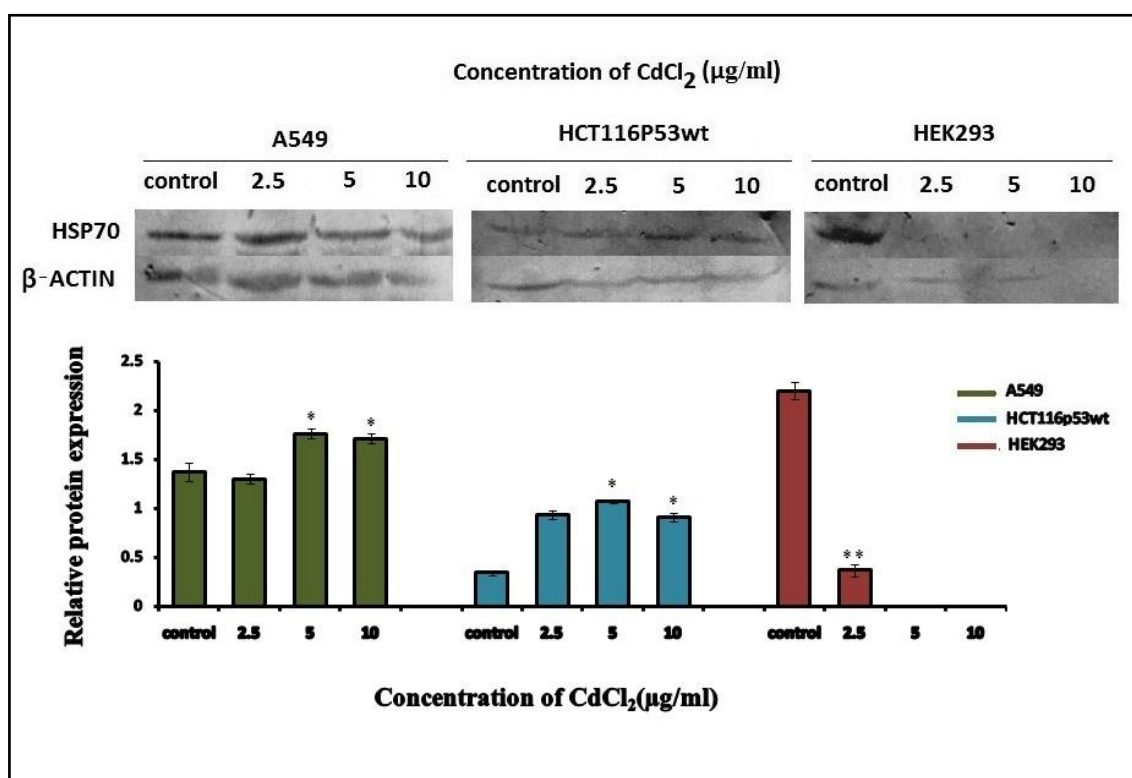 Concentration of CdCl₂ (µg/ml)
A549 HCT116P53wt HEK293
control 2.5 5 10 control 2.5 5 10 control 2.5 5 10
HSP70
β-ACTIN
Relative protein expression
2.5
2
1.5
1
0.5
0
* * * * **
A549
HCT116p53wt
HEK293
control 2.5 5 10 control 2.5 5 10 control 2.5 5 10
Concentration of CdCl₂(µg/ml)